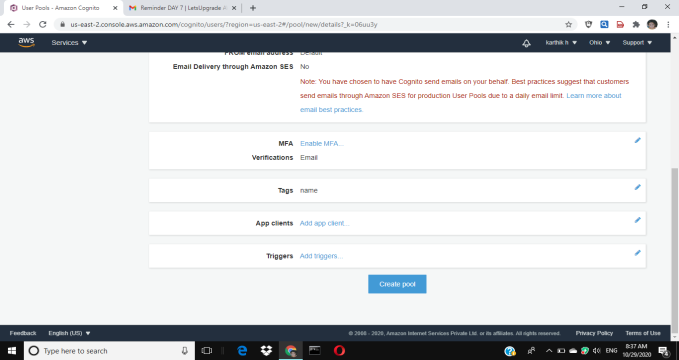 User Pools - Amazon Cognito
Reminder DAY 7 | LetsUpgrade A
us-east-2.console.aws.amazon.com/cognito/users/?region=us-east-2#/pool/new/details?_k=06uu3y
aws
Services
karthik h
Ohio
Support
FROM email address
Default
Email Delivery through Amazon SES
No
Note: You have chosen to have Cognito send emails on your behalf. Best practices suggest that customers
send emails through Amazon SES for production User Pools due to a daily email limit. Learn more about
email best practices.
MFA
Enable MFA...
Verifications
Email
Tags
name
App clients
Add app client...
Triggers
Add triggers...
Create pool
Feedback
English (US)
© 2008 - 2020, Amazon Internet Services Private Ltd. or its affiliates. All rights reserved.
Privacy Policy
Terms of Use
Type here to search
ENG
8:37 AM
10/29/2020